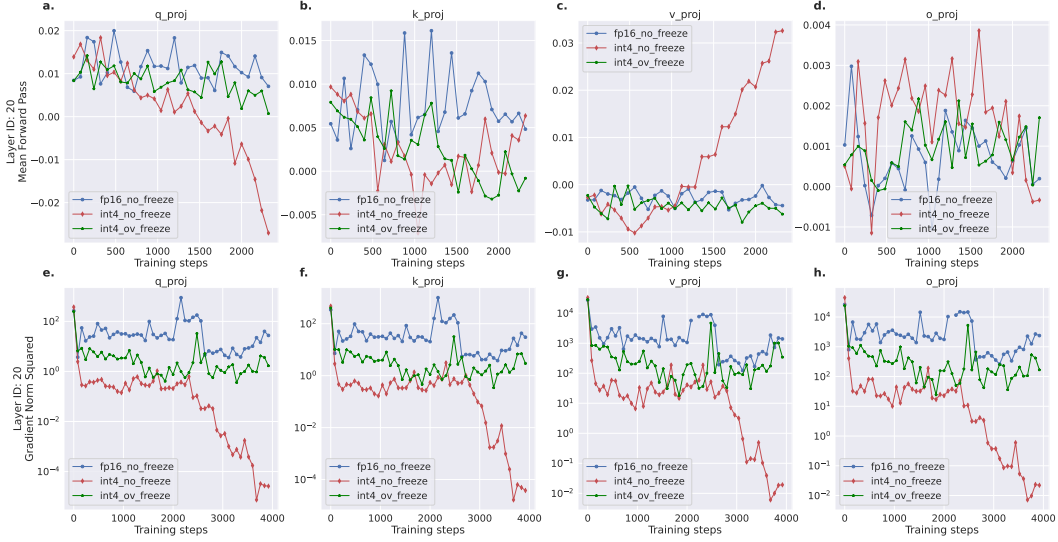 a.
q_proj
Layer ID: 20
Mean Forward Pass
0.02
0.01
0.00
−0.01
−0.02
fp16_no_freeze
int4_no_freeze
int4_ov_freeze
0
500
1000
1500
2000
Training steps
b.
k_proj
0.015
0.010
0.005
0.000
−0.005
fp16_no_freeze
int4_no_freeze
int4_ov_freeze
0
500
1000
1500
2000
Training steps
c.
v_proj
0.03
0.02
0.01
0.00
−0.01
fp16_no_freeze
int4_no_freeze
int4_ov_freeze
0
500
1000
1500
2000
Training steps
d.
o_proj
0.004
0.003
0.002
0.001
0.000
−0.001
fp16_no_freeze
int4_no_freeze
int4_ov_freeze
0
500
1000
1500
2000
Training steps
e.
q_proj
Layer ID: 20
Gradient Norm Squared
10²
10⁰
10⁻²
10⁻⁴
fp16_no_freeze
int4_no_freeze
int4_ov_freeze
0
1000
2000
3000
4000
Training steps
f.
k_proj
10²
10⁰
10⁻²
10⁻⁴
fp16_no_freeze
int4_no_freeze
int4_ov_freeze
0
1000
2000
3000
4000
Training steps
g.
v_proj
10⁴
10³
10²
10¹
10⁰
10⁻¹
10⁻²
fp16_no_freeze
int4_no_freeze
int4_ov_freeze
0
1000
2000
3000
4000
Training steps
h.
o_proj
10⁴
10³
10²
10¹
10⁰
10⁻¹
10⁻²
fp16_no_freeze
int4_no_freeze
int4_ov_freeze
0
1000
2000
3000
4000
Training steps